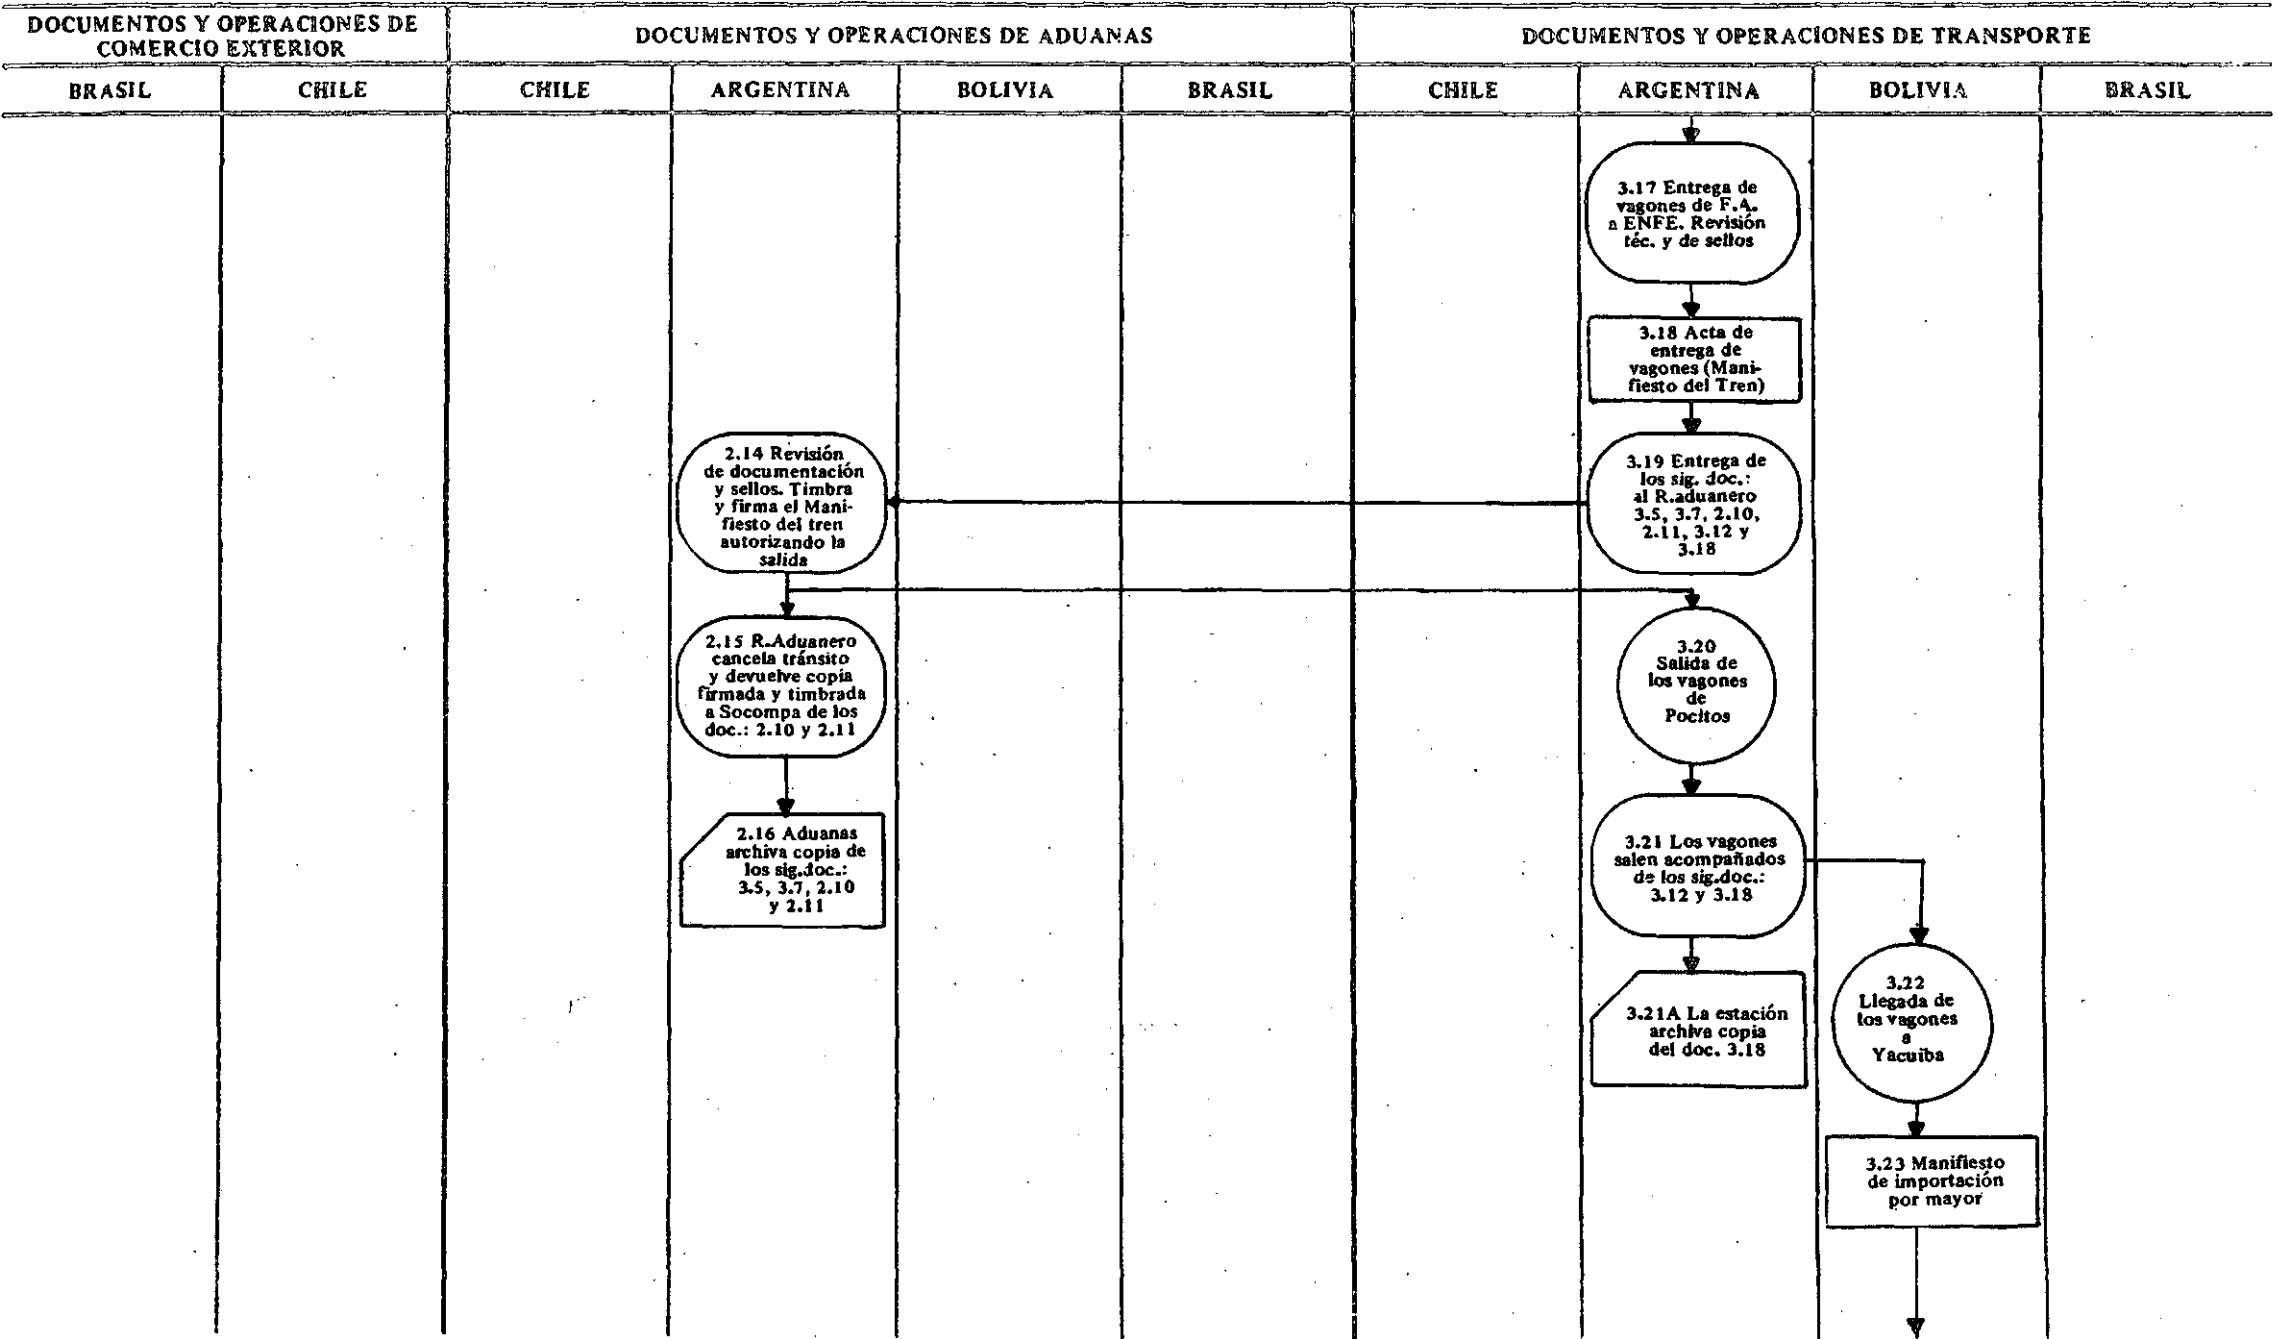 DOCUMENTOS Y OPERACIONES DE
COMERCIO EXTERIOR
DOCUMENTOS Y OPERACIONES DE ADUANAS
DOCUMENTOS Y OPERACIONES DE TRANSPORTE
BRASIL
CHILE
CHILE
ARGENTINA
BOLIVIA
BRASIL
CHILE
ARGENTINA
BOLIVIA
BRASIL
3.17 Entrega de
vagones de F.A.
a ENFE. Revisión
téc. y de sellos
3.18 Acta de
entrega de
vagones (Mani-
fiesto del Tren)
2.14 Revisión
de documentación
y sellos. Timbra
y firma el Mani-
fiesto del tren
autorizando la
salida
3.19 Entrega de
los sig. doc.:
al R.aduanero
3.5, 3.7, 2.10,
2.11, 3.12 y
3.18
2.15 R.Aduanero
cancela tránsito
y devuelve copia
firmada y timbrada
a Socompa de los
doc.: 2.10 y 2.11
3.20
Salida de
los vagones
de
Pocitos
2.16 Aduanas
archiva copia de
los sig.doc.:
3.5, 3.7, 2.10
y 2.11
3.21 Los vagones
salen acompañados
de los sig.doc.:
3.12 y 3.18
3.21A La estación
archiva copia
del doc. 3.18
3.22
Llegada de
los vagones
a
Yacuiba
3.23 Manifiesto
de importación
por mayor